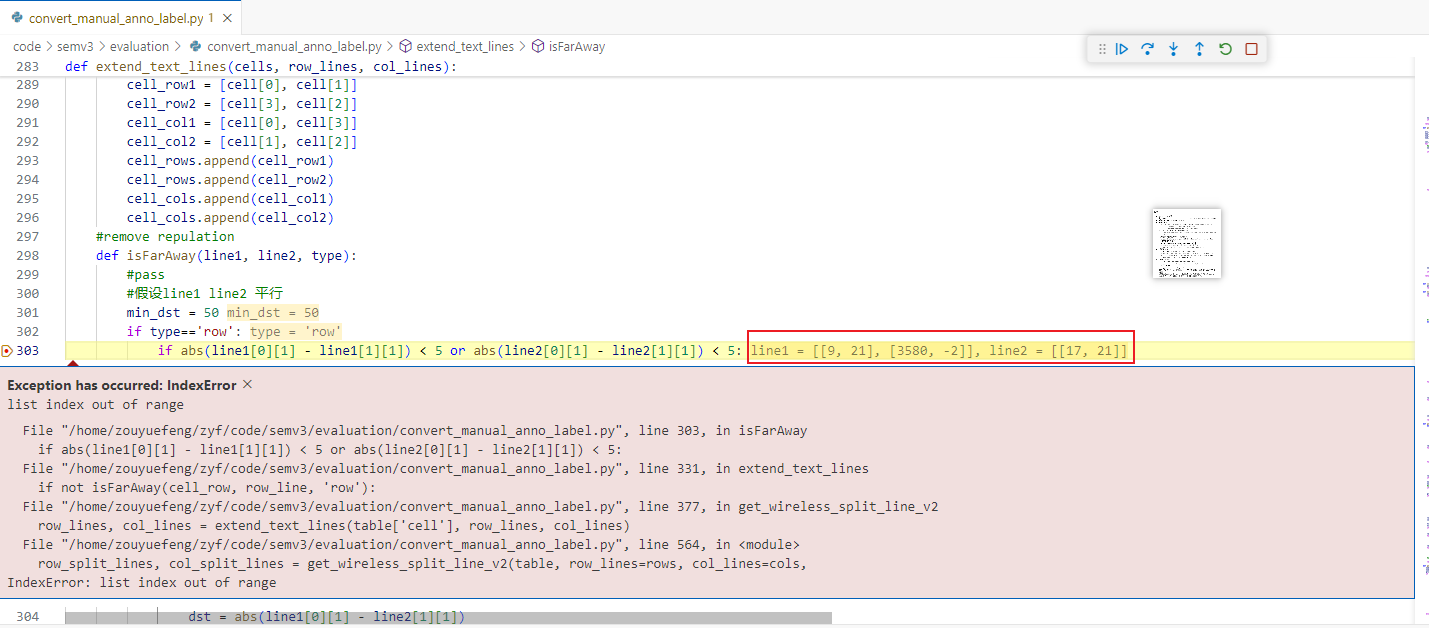 convert_manual_anno_label.py 1
code > semv3 > evaluation > convert_manual_anno_label.py > extend_text_lines > isFarAway
283 def extend_text_lines(cells, row_lines, col_lines):
289 cell_row1 = [cell[0], cell[1]]
290 cell_row2 = [cell[3], cell[2]]
291 cell_col1 = [cell[0], cell[3]]
292 cell_col2 = [cell[1], cell[2]]
293 cell_rows.append(cell_row1)
294 cell_rows.append(cell_row2)
295 cell_cols.append(cell_col1)
296 cell_cols.append(cell_col2)
297 #remove repulation
298 def isFarAway(line1, line2, type):
299 #pass
300 #假设line1 line2 平行
301 min_dst = 50 min_dst = 50
302 if type=='row': type = 'row'
303 if abs(line1[0][1] - line1[1][1]) < 5 or abs(line2[0][1] - line2[1][1]) < 5: line1 = [[9, 21], [3580, -2]], line2 = [[17, 21]]
Exception has occurred: IndexError
list index out of range
File "/home/zouyuefeng/zyf/code/semv3/evaluation/convert_manual_anno_label.py", line 303, in isFarAway
if abs(line1[0][1] - line1[1][1]) < 5 or abs(line2[0][1] - line2[1][1]) < 5:
File "/home/zouyuefeng/zyf/code/semv3/evaluation/convert_manual_anno_label.py", line 331, in extend_text_lines
if not isFarAway(cell_row, row_line, 'row'):
File "/home/zouyuefeng/zyf/code/semv3/evaluation/convert_manual_anno_label.py", line 377, in get_wireless_split_line_v2
row_lines, col_lines = extend_text_lines(table['cell'], row_lines, col_lines)
File "/home/zouyuefeng/zyf/code/semv3/evaluation/convert_manual_anno_label.py", line 564, in <module>
row_split_lines, col_split_lines = get_wireless_split_line_v2(table, row_lines=rows, col_lines=cols,
IndexError: list index out of range
304 dst = abs(line1[0][1] - line2[1][1])